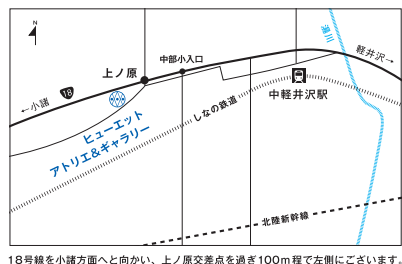 N
湯川
軽井沢→
中部小入口
上ノ原
18
←小諸
中軽井沢駅
しなの鉄道
ヒューエット
アトリエ&ギャラリー
北陸新幹線
18号線を小諸方面へと向かい、上ノ原交差点を過ぎ100m程で左側にございます。